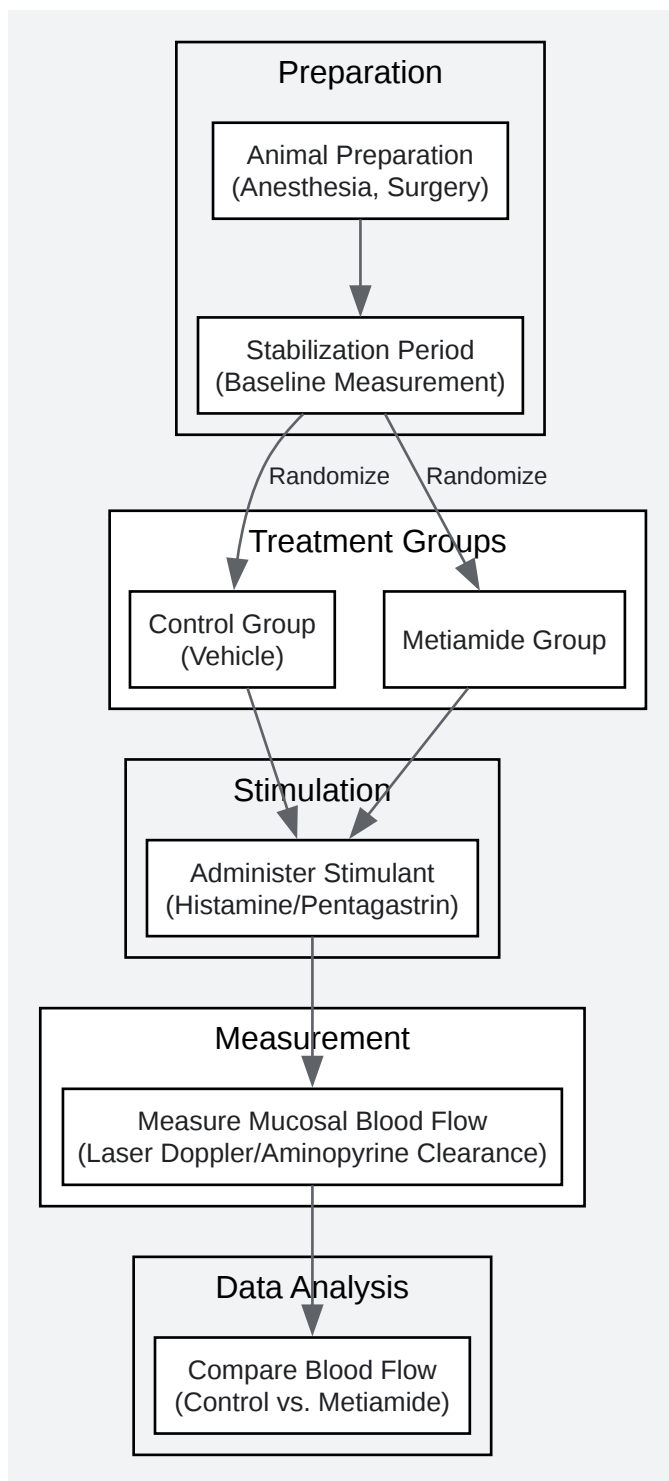 Preparation
Animal Preparation
(Anesthesia, Surgery)
Stabilization Period
(Baseline Measurement)
Randomize
Randomize
Treatment Groups
Control Group
(Vehicle)
Metiamide Group
Stimulation
Administer Stimulant
(Histamine/Pentagastrin)
Measurement
Measure Mucosal Blood Flow
(Laser Doppler/Aminopyrine Clearance)
Data Analysis
Compare Blood Flow
(Control vs. Metiamide)